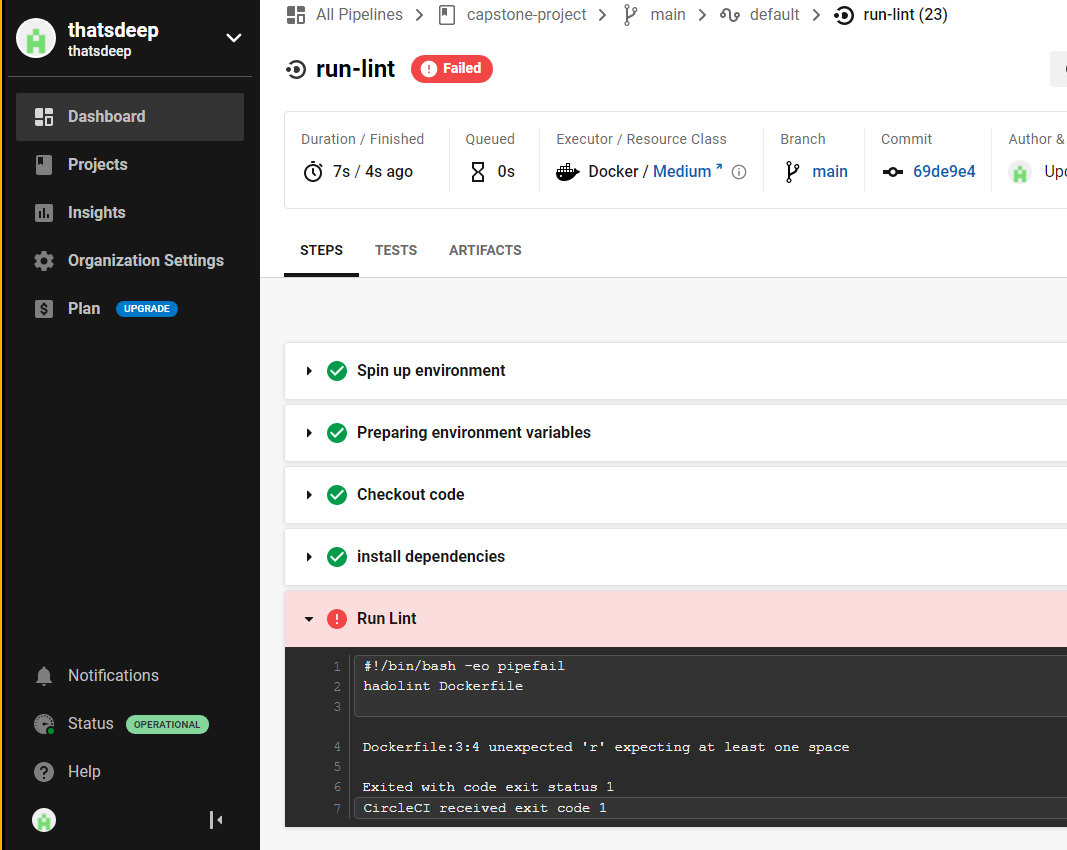 thatsdeep
thatsdeep
Dashboard
Projects
Insights
Organization Settings
Plan UPGRADE
Notifications
Status OPERATIONAL
Help
All Pipelines capstone-project main default run-lint (23)
run-lint Failed
Duration / Finished Queued Executor / Resource Class Branch Commit Author &
7s / 4s ago 0s Docker / Medium main 69de9e4
STEPS TESTS ARTIFACTS
Spin up environment
Preparing environment variables
Checkout code
install dependencies
Run Lint
1 #!/bin/bash -eo pipefail
2 hadolint Dockerfile
3
4 Dockerfile:3:4 unexpected 'r' expecting at least one space
5
6 Exited with code exit status 1
7 CircleCI received exit code 1